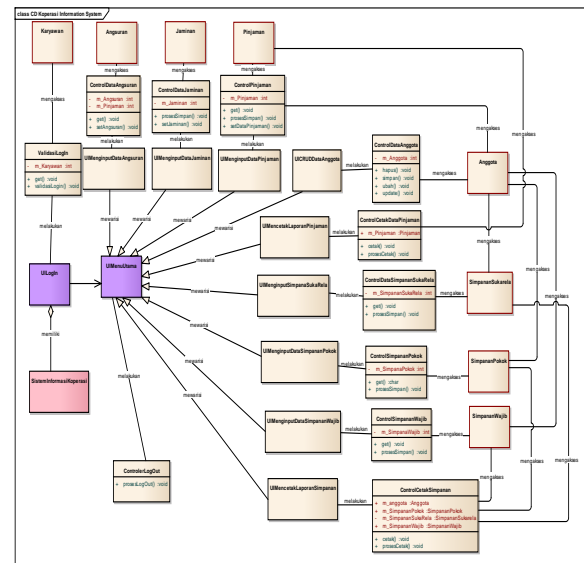 class CD Koperasi Information System
Karyawan
Angsuran
Jaminan
Pinjaman
mengakses
mengakses
mengakses
mengakses
mengakses
ControlDataAngsuran
- m_Angsuran :int
- m_Pinjaman :int
+ get() :void
+ setAngsuran() :void
ControlDataJaminan
- m_Jaminan :int
+ prosesSimpan() :void
+ setJaminan() :void
ControlPinjaman
- m_Pinjaman :int
+ get() :void
+ prosesSimpan() :void
+ setDataPinjaman() :void
mengakses
melakukan
melakukan
melakukan
ValidasiLogin
- m_Karyawan :int
+ get() :void
+ validasiLogin() :void
UIMenginputDataAngsuran
UIMenginputDataJaminan
UIMenginputDataPinjaman
UICRUDDataAnggota
melakukan
ControlDataAnggota
- m_Anggota :int
+ hapus() :void
+ simpan() :void
+ ubah() :void
+ update() :void
mengakses
Anggota
mewarisi
mewarisi
mewarisi
mewarisi
melakukan
UIMencetakLaporanPinjaman
melakukan
ControlCetakDataPinjaman
+ m_Pinjaman :Pinjaman
+ cetak() :void
+ prosesCetak() :void
mengakses
mewarisi
UILogin
UIMenuUtama
mewarisi
UIMenginputSimpanaSukaRela
melakukan
ControlDataSimpananSukaRela
- m_SimpananSukaRela :int
+ get() :void
+ prosesSimpan() :void
mengakses
SimpananSukarela
memiliki
SistemInformasiKoperasi
melakukan
mewarisi
mewarisi
mewarisi
UIMenginputDataSimpananPokok
melakukan
ControlSimpananPokok
- m_SimpanaPokok :int
+ get() :char
+ prosesSimpan() :void
mengakses
SimpananPokok
mengakses
mengakses
UIMenginputDataSimpananWajib
melakukan
ControlSimpananWajib
- m_SimpanaWajib :int
+ get() :void
+ prosesSimpan() :void
mengakses
SimpananWajib
mengakses
mengakses
mengakses
ControlerLogOut
+ prosesLogOut() :void
UIMencetakLaporanSimpanan
melakukan
ControlCetakSimpanan
+ m_anggota :Anggota
+ m_SimpananPokok :SimpananPokok
- m_SimpananSukaRela :SimpananSukarela
+ m_SimpananWajib :SimpananWajib
+ cetak() :void
+ prosesCetak() :void